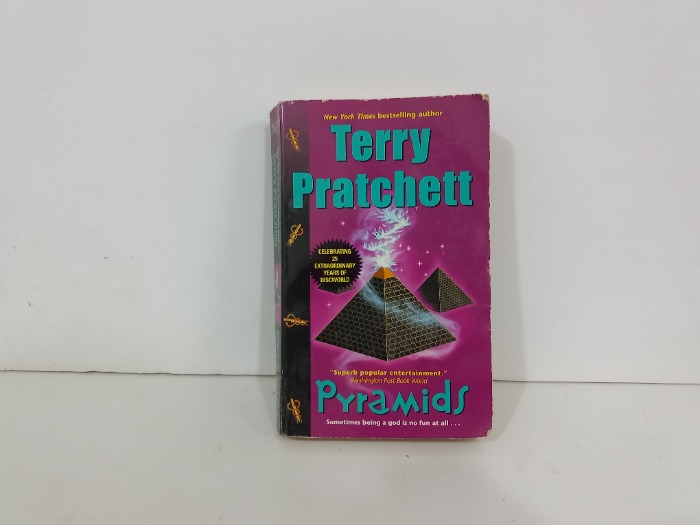 New York Times bestselling author
Terry
Pratchett
CELEBRATING
25
EXTRAORDINARY
YEARS OF
DISCWORLD
"Superb popular entertainment."
Washington Post Book World
Pyramids
Sometimes being a god is no fun at all . . .